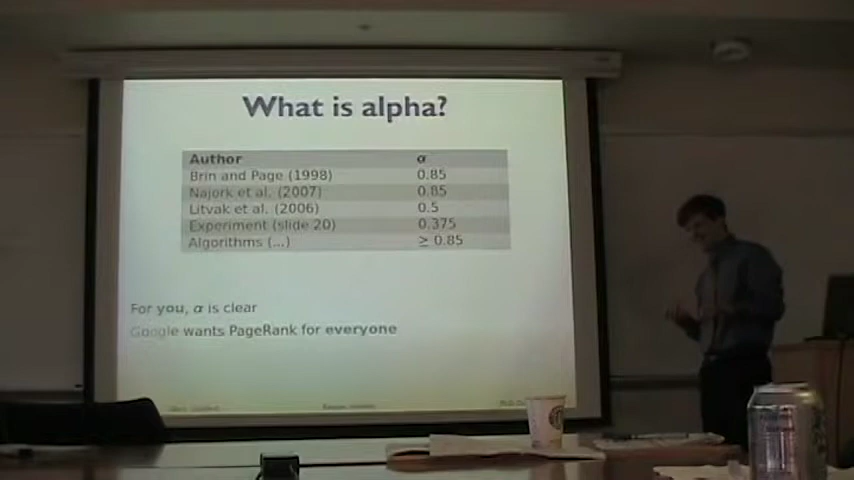 What is alpha?
Author α
Brin and Page (1998) 0.85
Najork et al. (2007) 0.85
Litvak et al. (2006) 0.5
Experiment (slide 20) 0.375
Algorithms (...) ≥ 0.85
For you, α is clear
Google wants PageRank for everyone